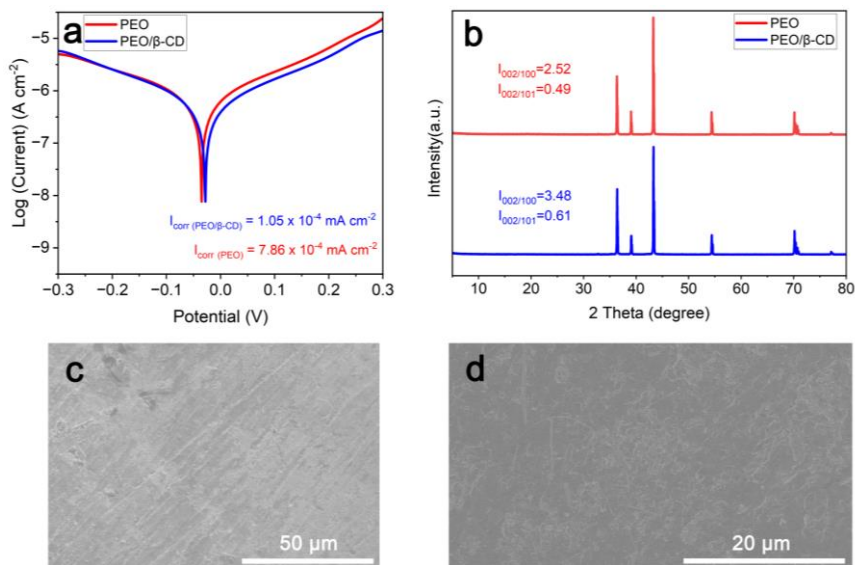 a
PEO
PEO/β-CD
Log (Current) (A cm⁻²)
−4
−5
−6
−7
−8
−9
I_corr (PEO/β-CD) = 1.05 x 10⁻⁴ mA cm⁻²
I_corr (PEO) = 7.86 x 10⁻⁴ mA cm⁻²
−0.3 −0.2 −0.1 0.0 0.1 0.2 0.3
Potential (V)
b
PEO
PEO/β-CD
Intensity(a.u.)
I002/100=2.52
I002/101=0.49
I002/100=3.48
I002/101=0.61
10 20 30 40 50 60 70 80
2 Theta (degree)
c
50 μm
d
20 μm